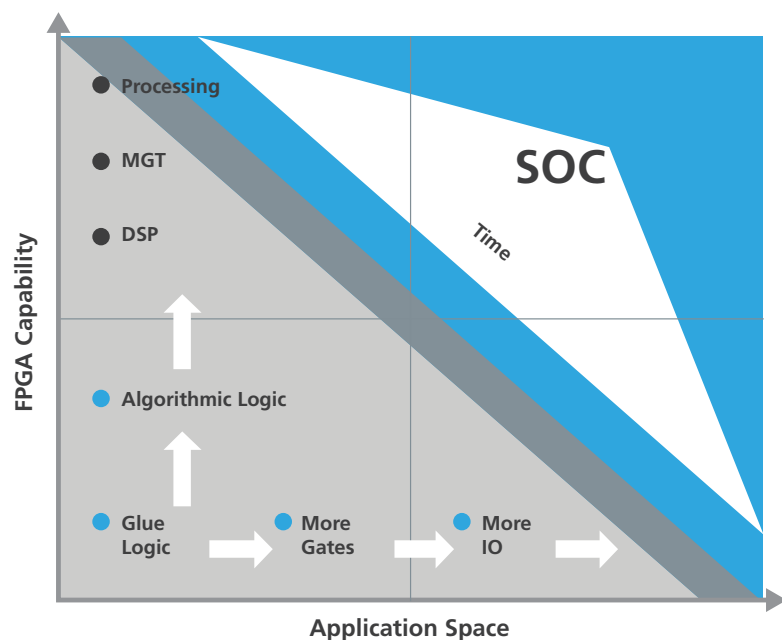 Processing
MGT
SOC
DSP
Time
FPGA Capability
Algorithmic Logic
Glue
Logic
More
Gates
More
IO
Application Space